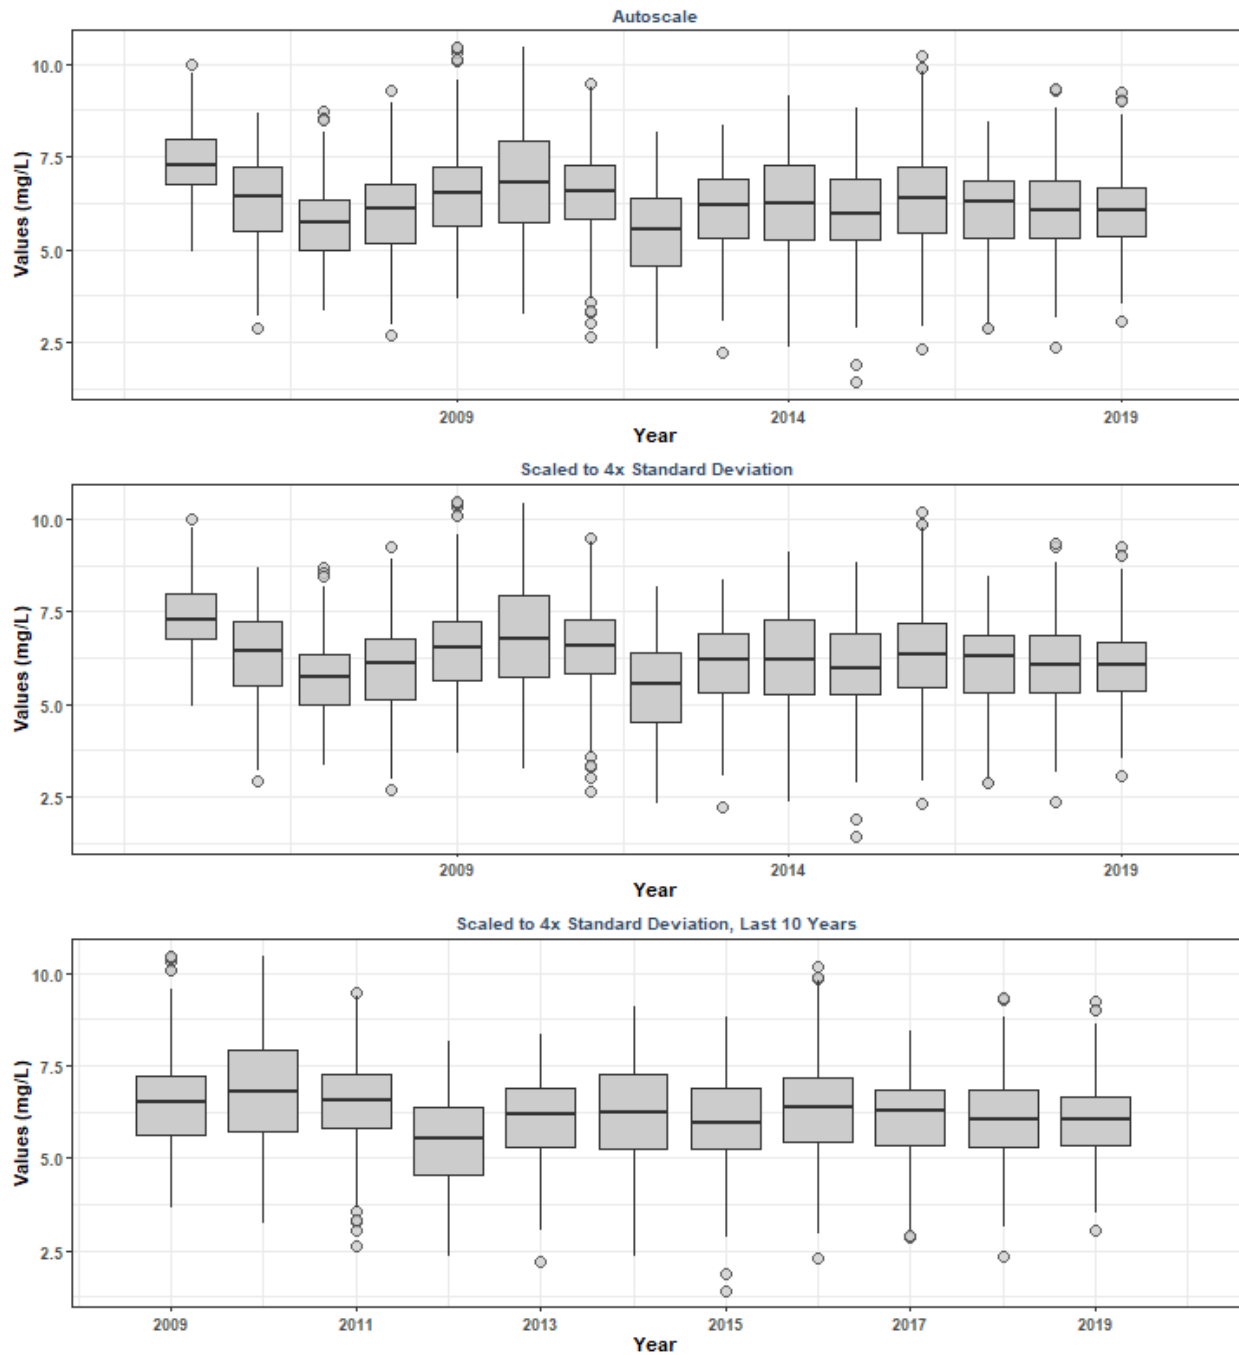 Autoscale
Values (mg/L)
10.0
7.5
5.0
2.5
2009 2014 2019
Year
Scaled to 4x Standard Deviation
Values (mg/L)
10.0
7.5
5.0
2.5
2009 2014 2019
Year
Scaled to 4x Standard Deviation, Last 10 Years
Values (mg/L)
10.0
7.5
5.0
2.5
2009 2011 2013 2015 2017 2019
Year